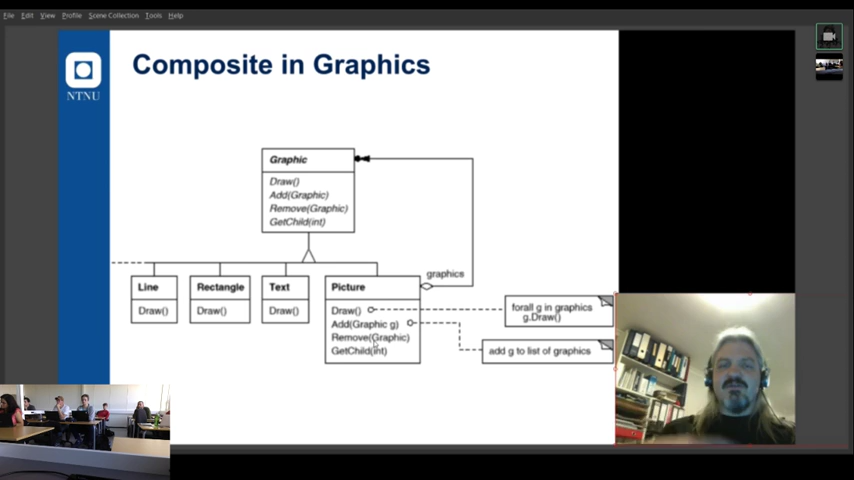 File Edit View Profile Scene Collection Tools Help
Composite in Graphics
NTNU
Graphic
Draw()
Add(Graphic)
Remove(Graphic)
GetChild(int)
graphics
Line
Draw()
Rectangle
Draw()
Text
Draw()
Picture
Draw()
Add(Graphic g)
Remove(Graphic)
GetChild(int)
forall g in graphics
g.Draw()
add g to list of graphics